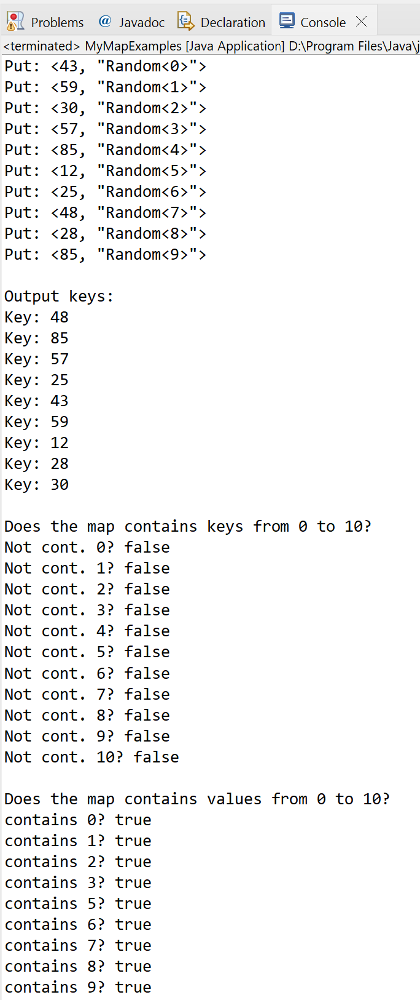 Problems Javadoc Declaration Console
<terminated> MyMapExamples [Java Application] D:\Program Files\Java\j
Put: <43, "Random<0>">
Put: <59, "Random<1>">
Put: <30, "Random<2>">
Put: <57, "Random<3>">
Put: <85, "Random<4>">
Put: <12, "Random<5>">
Put: <25, "Random<6>">
Put: <48, "Random<7>">
Put: <28, "Random<8>">
Put: <85, "Random<9>">
Output keys:
Key: 48
Key: 85
Key: 57
Key: 25
Key: 43
Key: 59
Key: 12
Key: 28
Key: 30
Does the map contains keys from 0 to 10?
Not cont. 0? false
Not cont. 1? false
Not cont. 2? false
Not cont. 3? false
Not cont. 4? false
Not cont. 5? false
Not cont. 6? false
Not cont. 7? false
Not cont. 8? false
Not cont. 9? false
Not cont. 10? false
Does the map contains values from 0 to 10?
contains 0? true
contains 1? true
contains 2? true
contains 3? true
contains 5? true
contains 6? true
contains 7? true
contains 8? true
contains 9? true